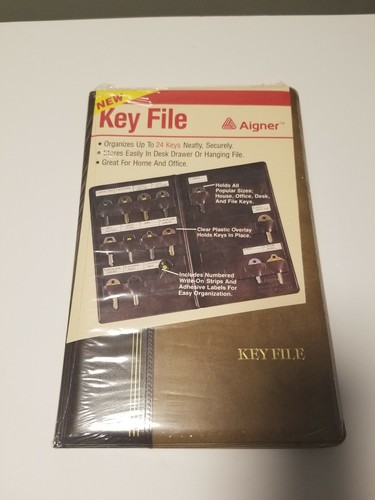 NEW
Key File
Aigner™
• Organizes Up To 24 Keys Neatly, Securely.
• Stores Easily In Desk Drawer Or Hanging File.
• Great For Home And Office.
Holds All
Popular Sizes;
House, Office, Desk,
And File Keys.
Clear Plastic Overlay
Holds Keys In Place.
Includes Numbered
Write-On Strips And
Adhesive Labels For
Easy Organization.
KEY FILE